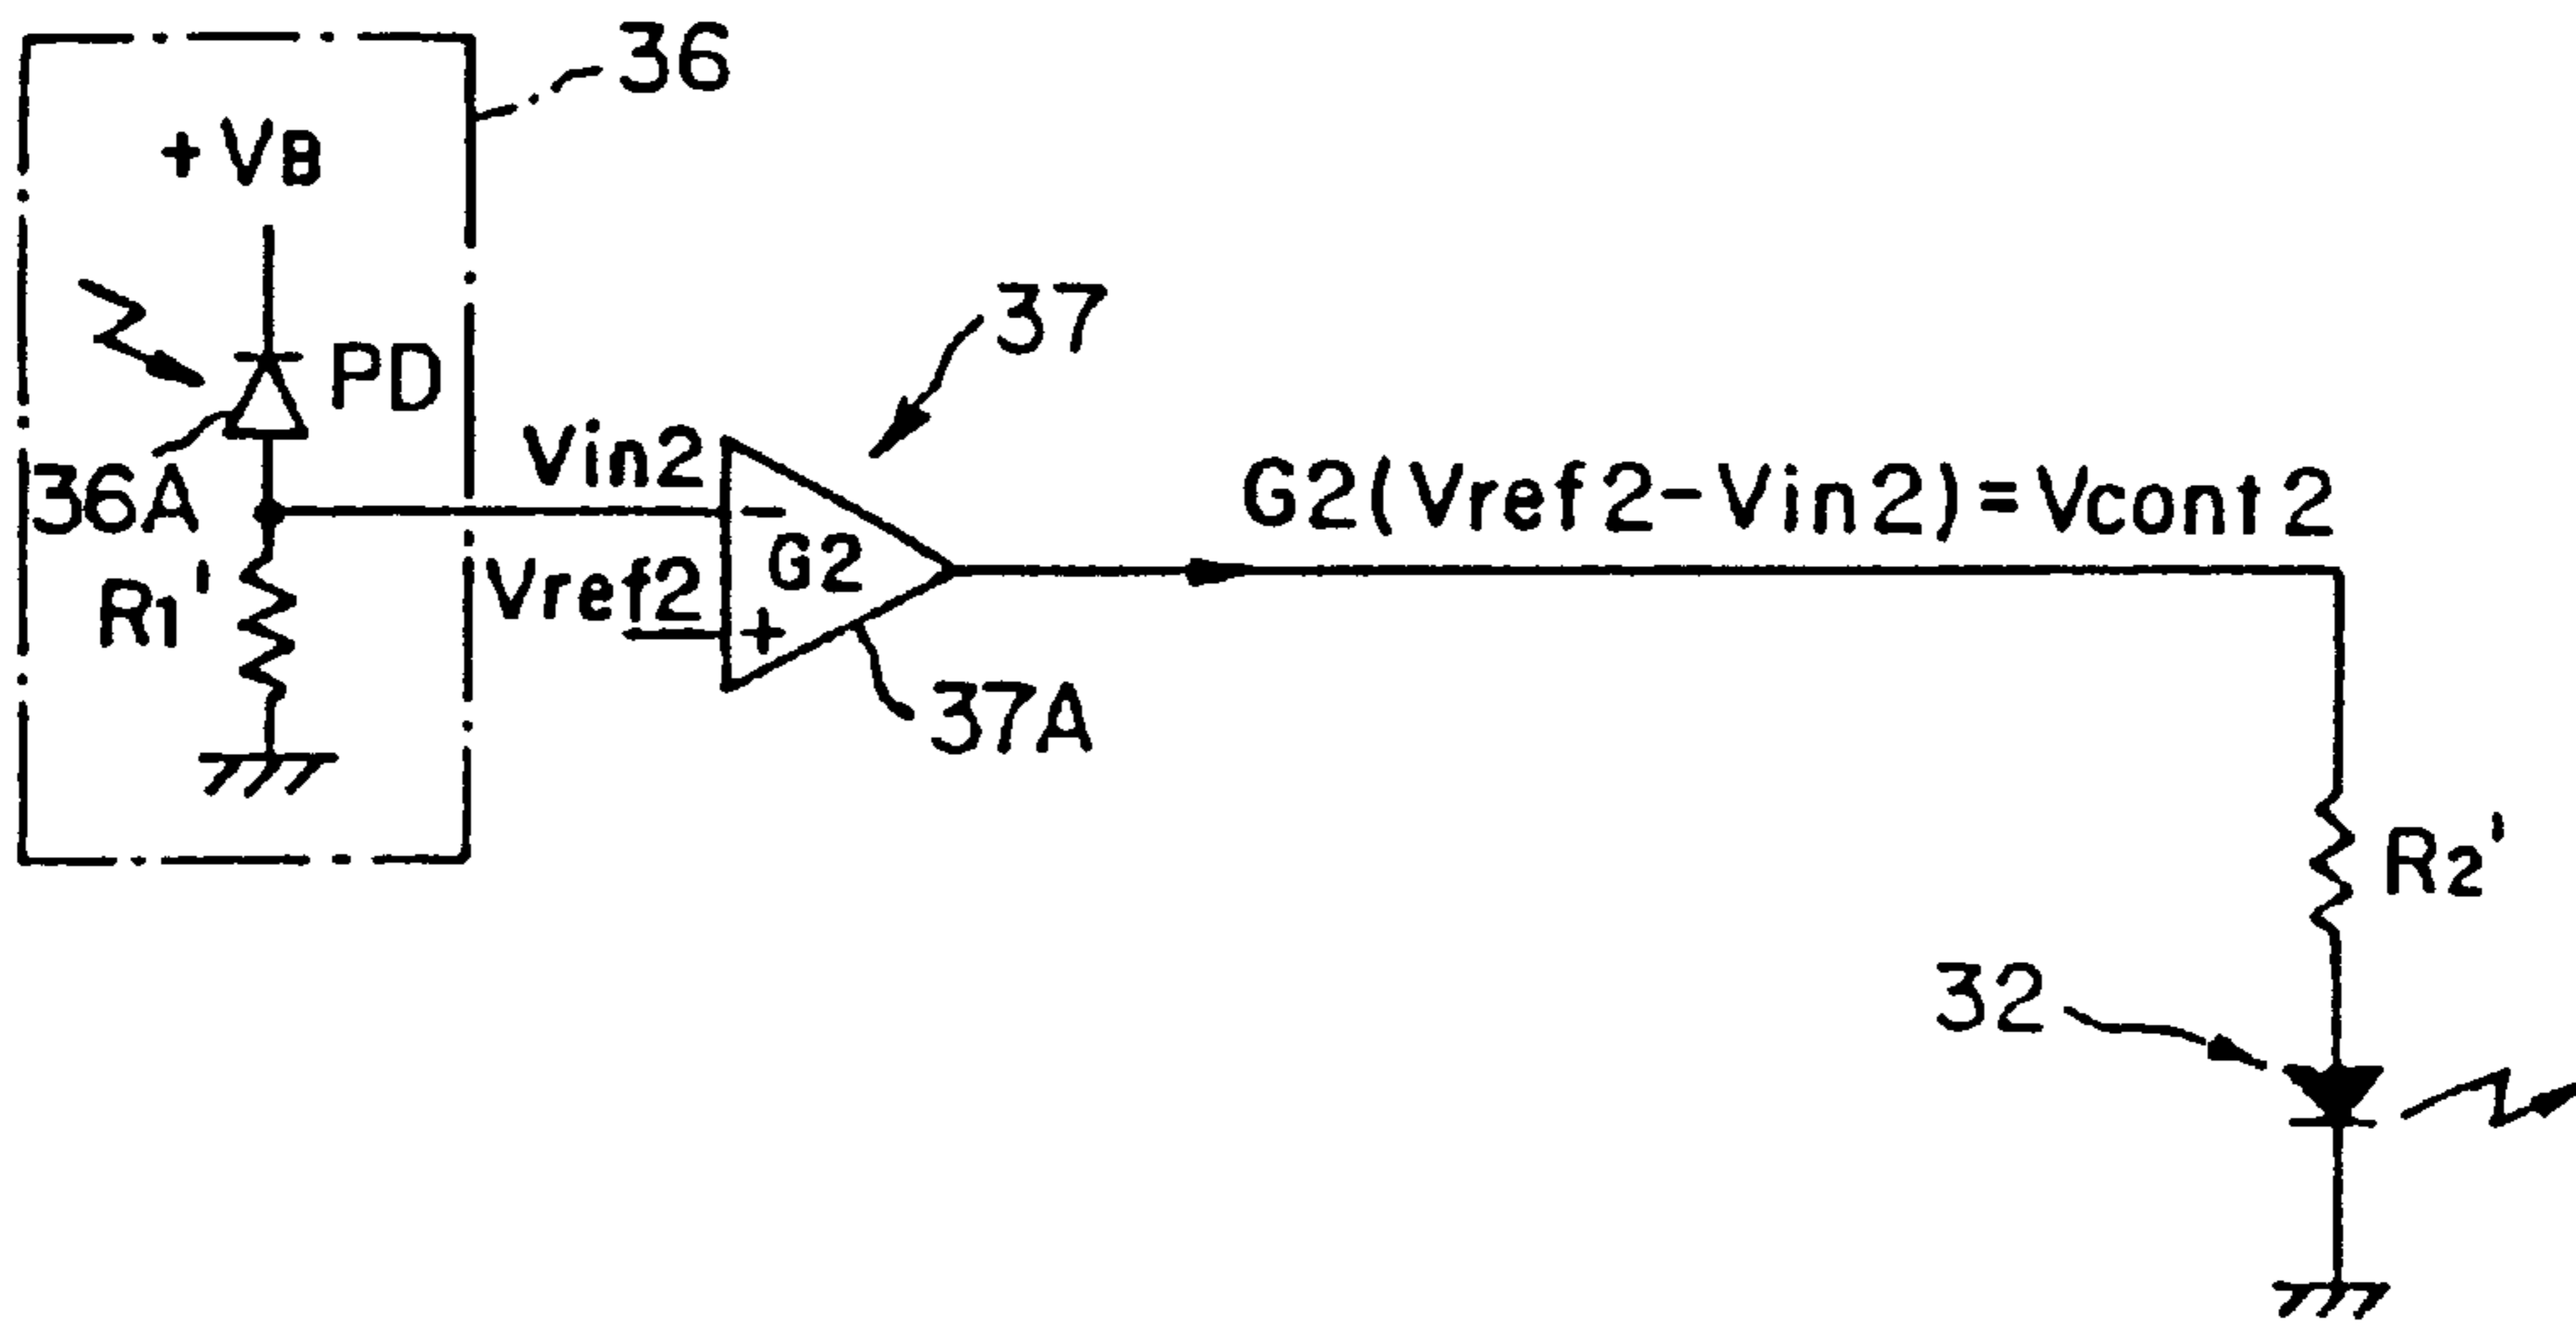 36
+VB
PD
36A
R1'
Vin2
Vref2
-
G2
+
37
37A
G2(Vref2-Vin2)=Vcont2
R2'
32